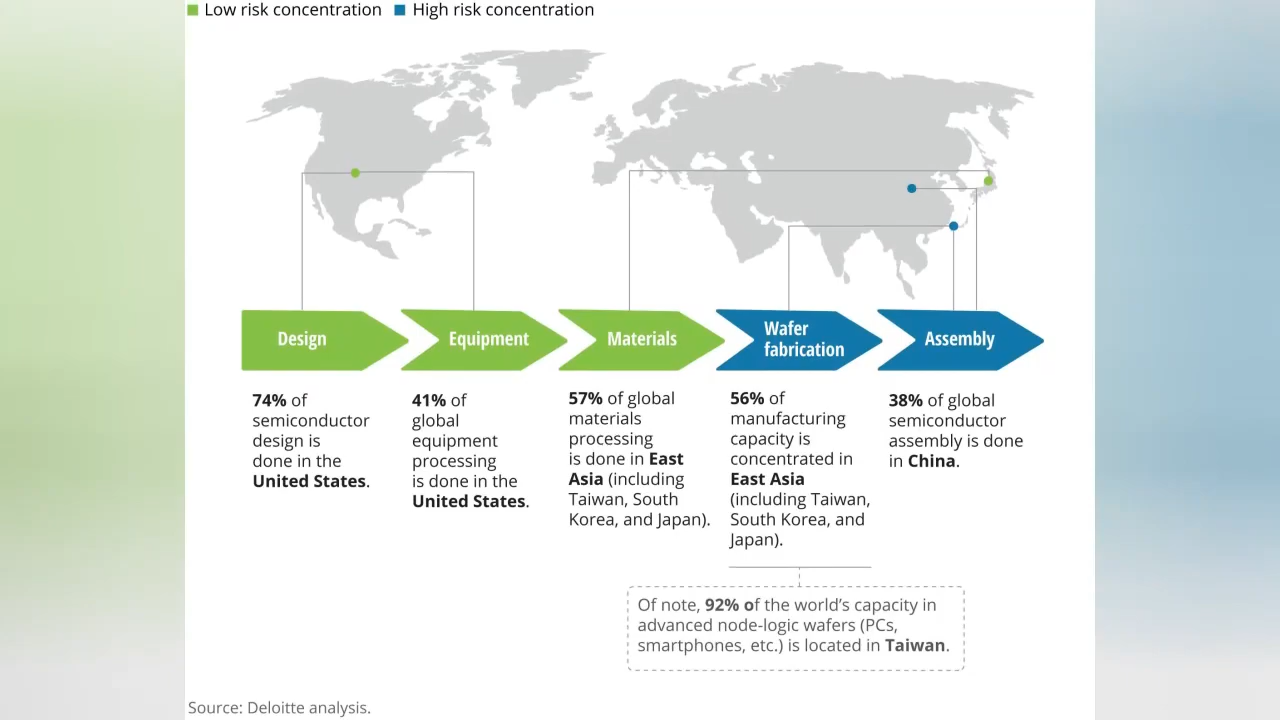 Low risk concentration
High risk concentration
Design
Equipment
Materials
Wafer
fabrication
Assembly
74% of
semiconductor
design is
done in the
United States.
41% of
global
equipment
processing
is done in the
United States.
57% of global
materials
processing
is done in East
Asia (including
Taiwan, South
Korea, and Japan).
56% of
manufacturing
capacity is
concentrated in
East Asia
(including Taiwan,
South Korea, and
Japan).
38% of global
semiconductor
assembly is done
in China.
Of note, 92% of the world’s capacity in
advanced node-logic wafers (PCs,
smartphones, etc.) is located in Taiwan.
Source: Deloitte analysis.